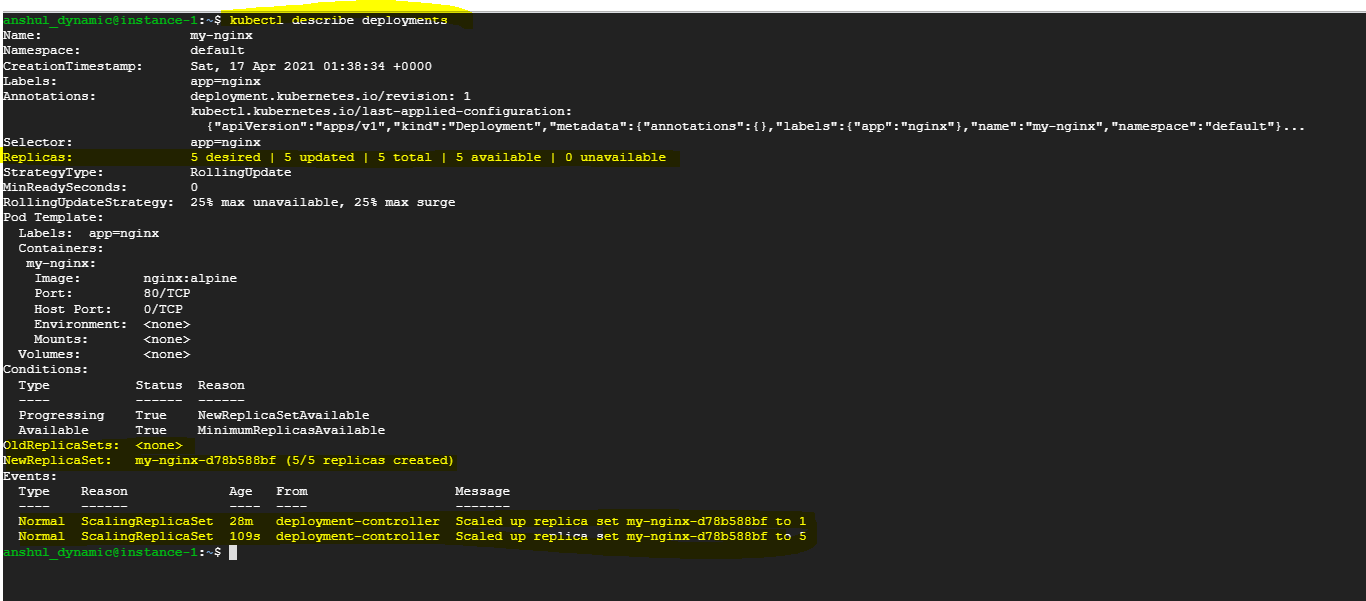 anshul_dynamic@instance-1:~$ kubectl describe deployments
Name:                   my-nginx
Namespace:              default
CreationTimestamp:      Sat, 17 Apr 2021 01:38:34 +0000
Labels:                 app=nginx
Annotations:            deployment.kubernetes.io/revision: 1
                        kubectl.kubernetes.io/last-applied-configuration:
                          {"apiVersion":"apps/v1","kind":"Deployment","metadata":{"annotations":{},"labels":{"app":"nginx"},"name":"my-nginx","namespace":"default"}...
Selector:               app=nginx
Replicas:               5 desired | 5 updated | 5 total | 5 available | 0 unavailable
StrategyType:           RollingUpdate
MinReadySeconds:        0
RollingUpdateStrategy:  25% max unavailable, 25% max surge
Pod Template:
  Labels:  app=nginx
  Containers:
   my-nginx:
    Image:        nginx:alpine
    Port:         80/TCP
    Host Port:    0/TCP
    Environment:  <none>
    Mounts:       <none>
  Volumes:        <none>
Conditions:
  Type           Status  Reason
  ----           ------  ------
  Progressing    True    NewReplicaSetAvailable
  Available      True    MinimumReplicasAvailable
OldReplicaSets:  <none>
NewReplicaSet:   my-nginx-d78b588bf (5/5 replicas created)
Events:
  Type    Reason             Age   From                   Message
  ----    ------             ----  ----                   -------
  Normal  ScalingReplicaSet  28m   deployment-controller  Scaled up replica set my-nginx-d78b588bf to 1
  Normal  ScalingReplicaSet  109s  deployment-controller  Scaled up replica set my-nginx-d78b588bf to 5
anshul_dynamic@instance-1:~$